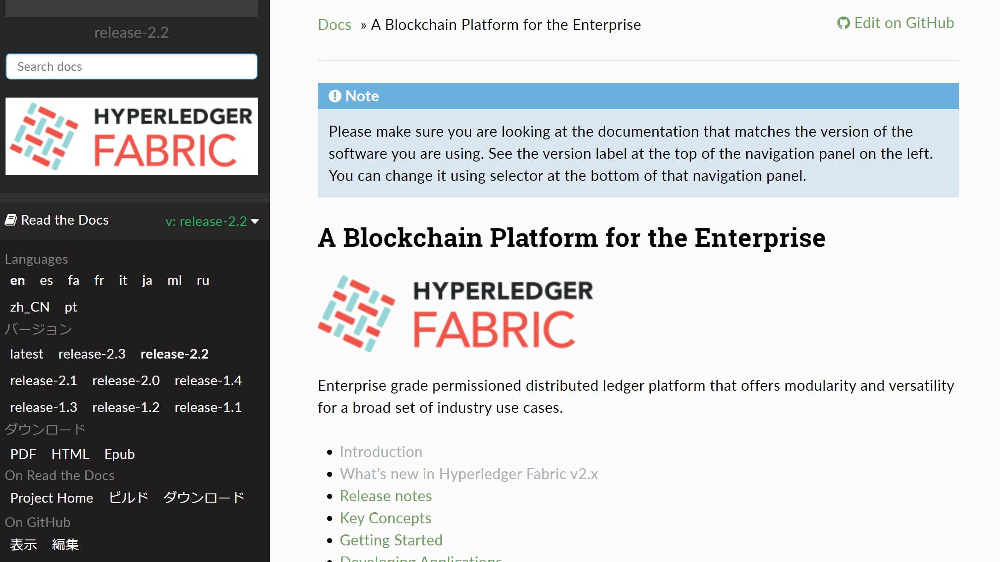 release-2.2
Search docs
HYPERLEDGER
FABRIC
Read the Docs
v: release-2.2
Languages
en es fa fr it ja ml ru
zh_CN pt
バージョン
latest release-2.3 release-2.2
release-2.1 release-2.0 release-1.4
release-1.3 release-1.2 release-1.1
ダウンロード
PDF HTML Epub
On Read the Docs
Project Home ビルド ダウンロード
On GitHub
表示 編集
Docs » A Blockchain Platform for the Enterprise
Edit on GitHub
Note
Please make sure you are looking at the documentation that matches the version of the
software you are using. See the version label at the top of the navigation panel on the left.
You can change it using selector at the bottom of that navigation panel.
A Blockchain Platform for the Enterprise
HYPERLEDGER
FABRIC
Enterprise grade permissioned distributed ledger platform that offers modularity and versatility
for a broad set of industry use cases.
Introduction
What’s new in Hyperledger Fabric v2.x
Release notes
Key Concepts
Getting Started
Developing Applications